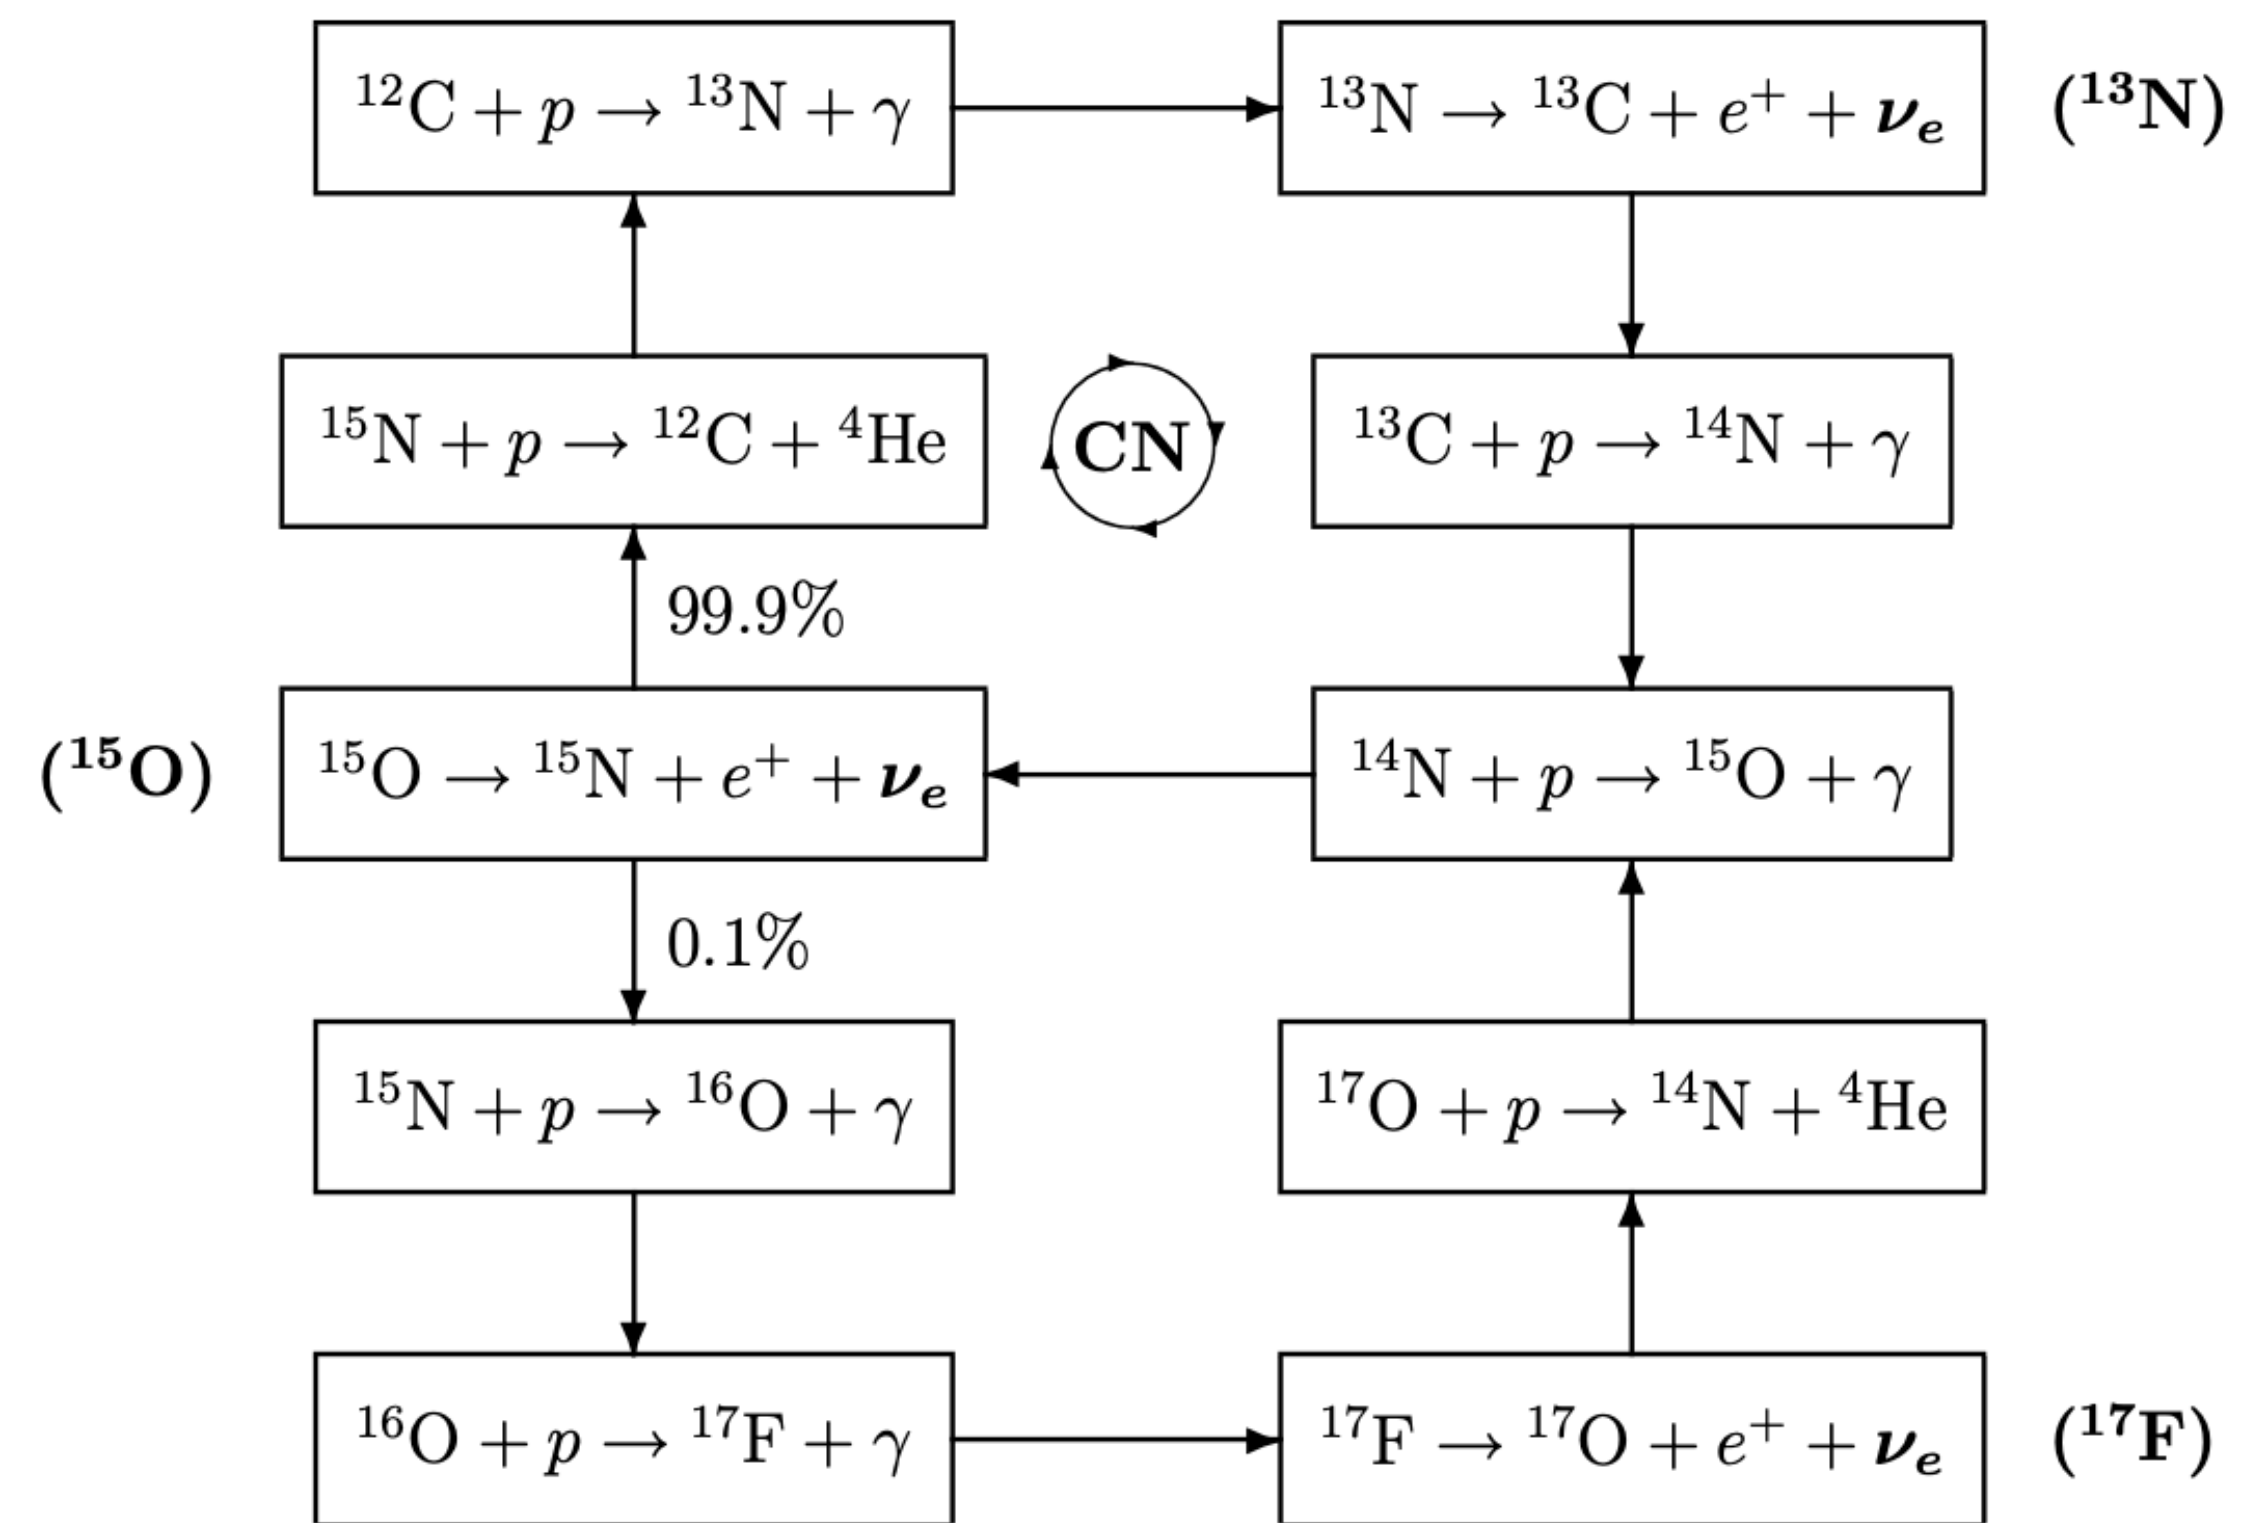 ¹²C + p → ¹³N + γ
¹³N → ¹³C + e⁺ + νₑ
(¹³N)
¹⁵N + p → ¹²C + ⁴He
CN
¹³C + p → ¹⁴N + γ
99.9%
(¹⁵O)
¹⁵O → ¹⁵N + e⁺ + νₑ
¹⁴N + p → ¹⁵O + γ
0.1%
¹⁵N + p → ¹⁶O + γ
¹⁷O + p → ¹⁴N + ⁴He
¹⁶O + p → ¹⁷F + γ
¹⁷F → ¹⁷O + e⁺ + νₑ
(¹⁷F)